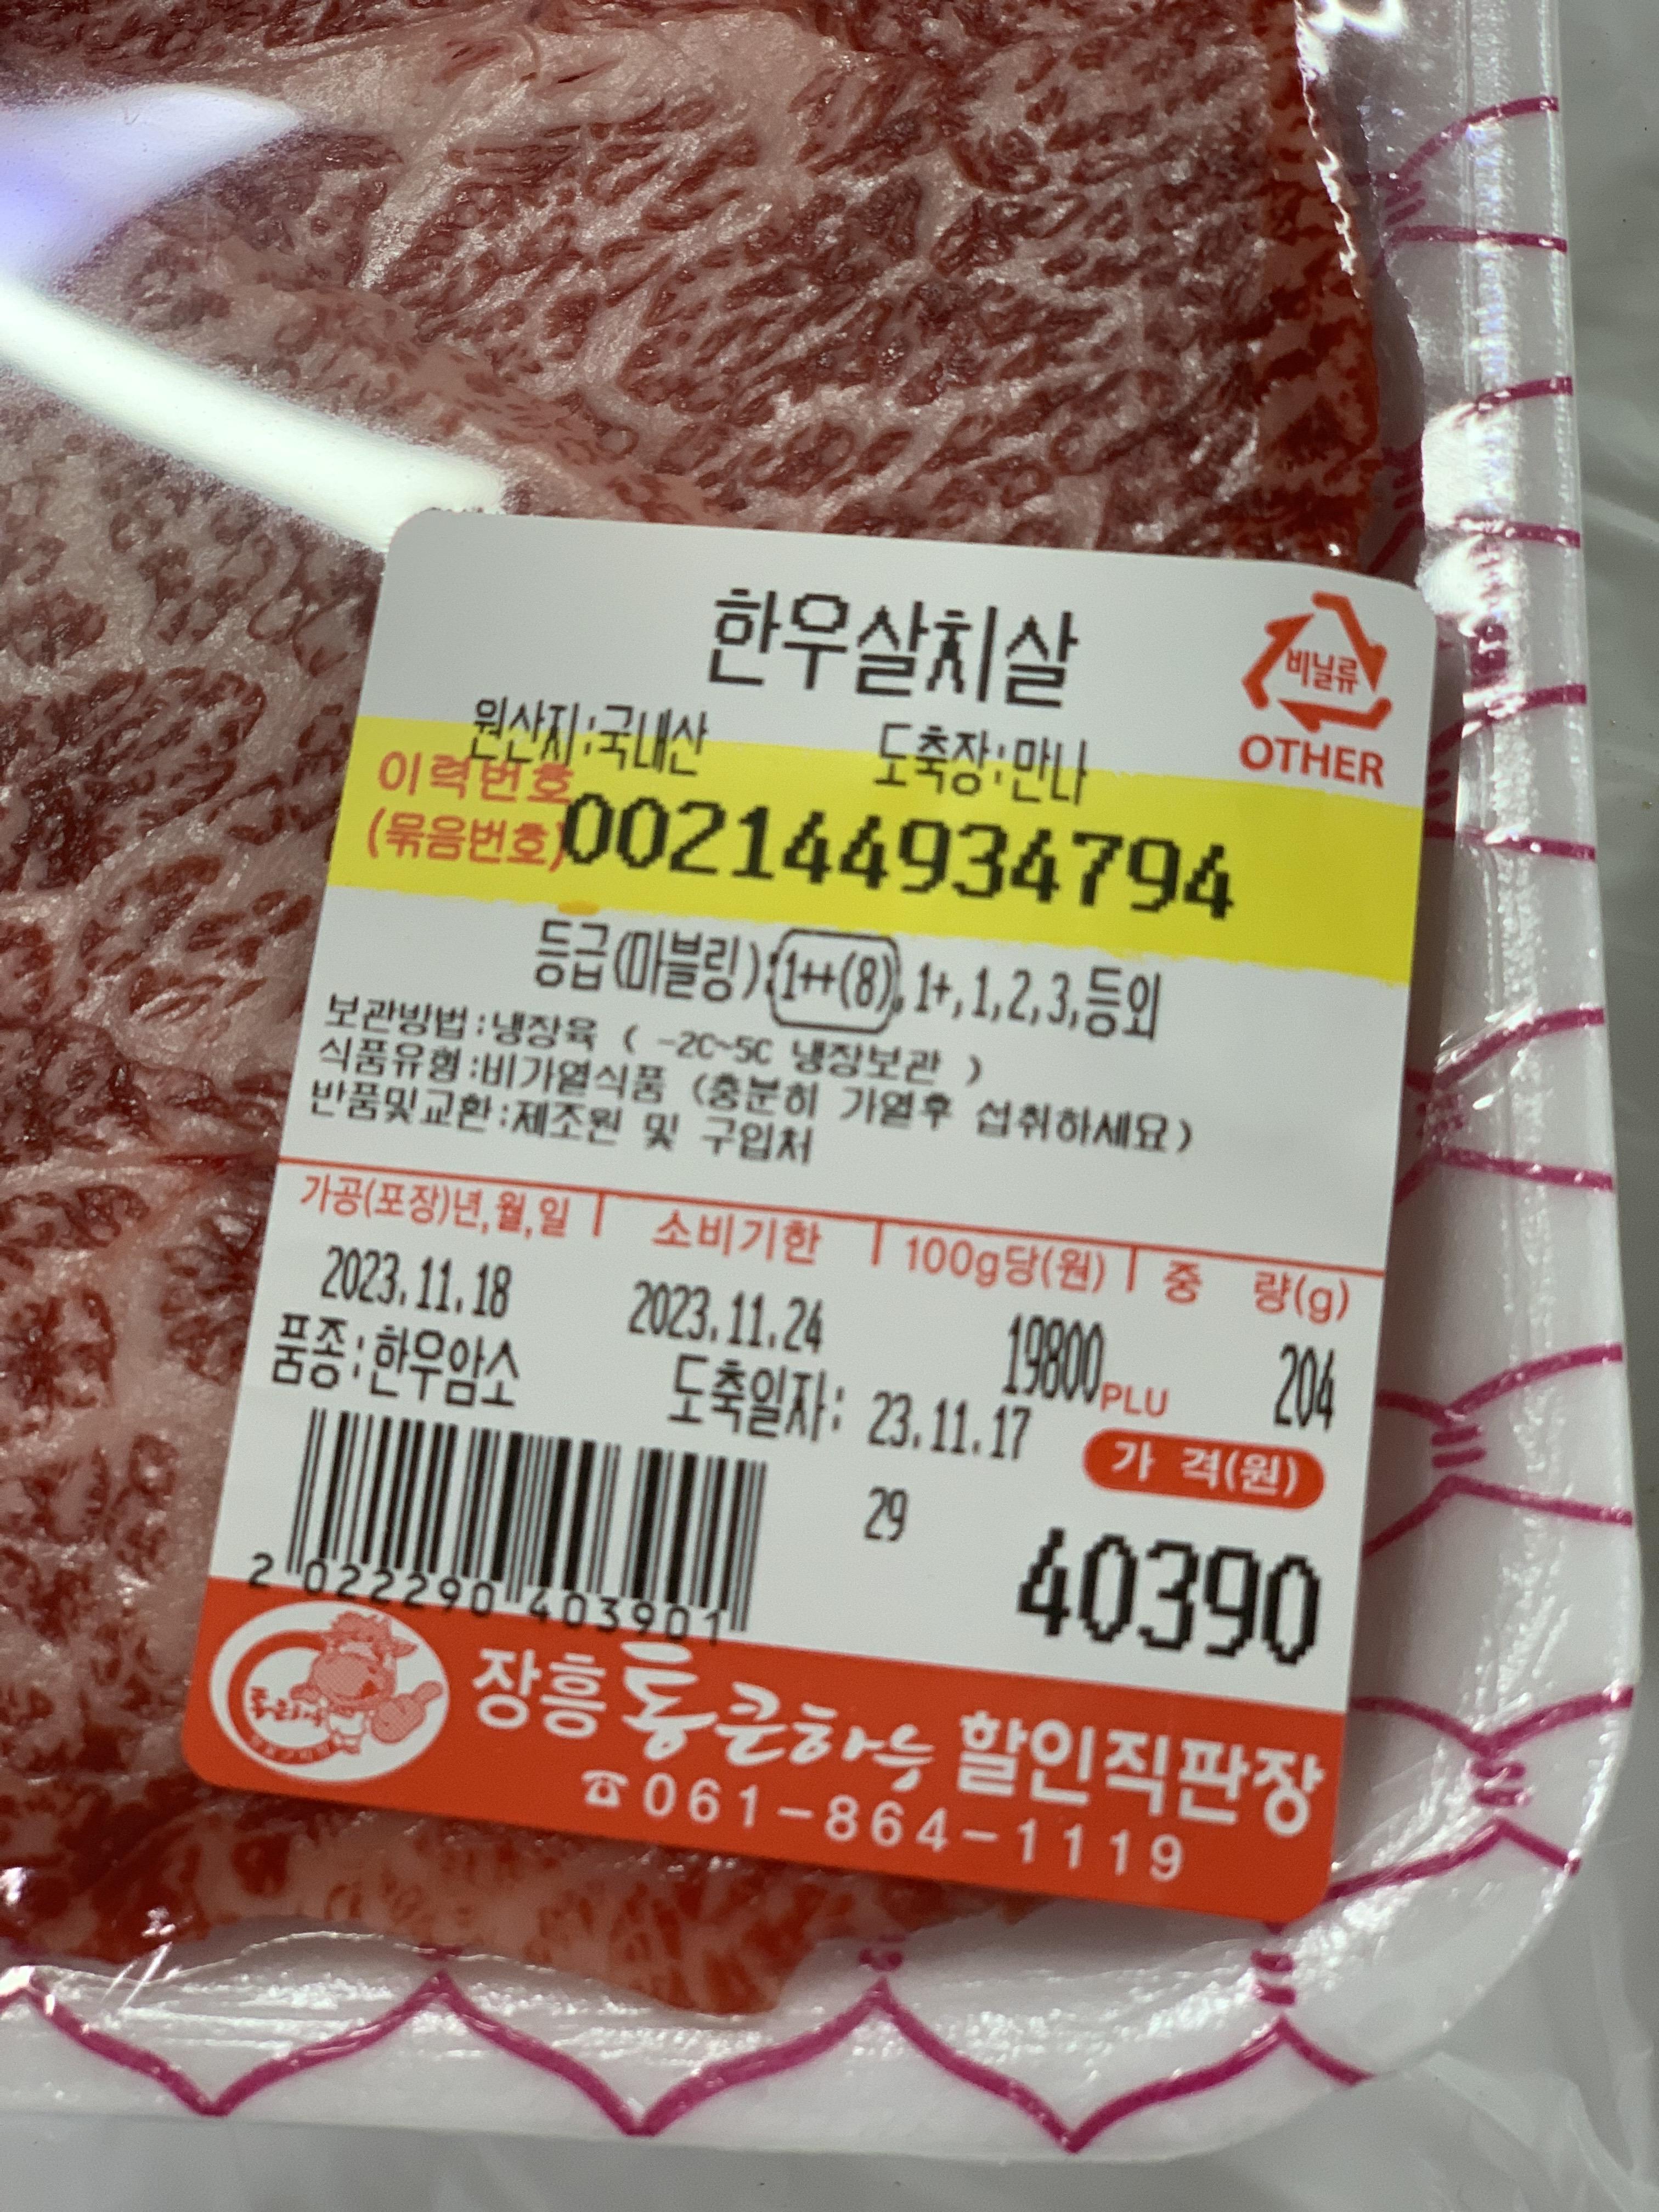 한우살치살
비닐류
OTHER
원산지:국내산 도축장:만나
이력번호
(묶음번호)002144934794
등급(마블링):1++(8),1+,1,2,3,등외
보관방법:냉장육 ( -2C~5C 냉장보관 )
식품유형:비가열식품 (충분히 가열후 섭취하세요)
반품및교환:제조원 및 구입처
가공(포장)년,월,일 소비기한 100g당(원) 중 량(g)
2023.11.18 2023.11.24 19800 204
품종:한우암소 도축일자: 23.11.17 PLU
가 격(원)
29 40390
2 022290 403901
장흥 통큰하누 할인직판장
☎061-864-1119